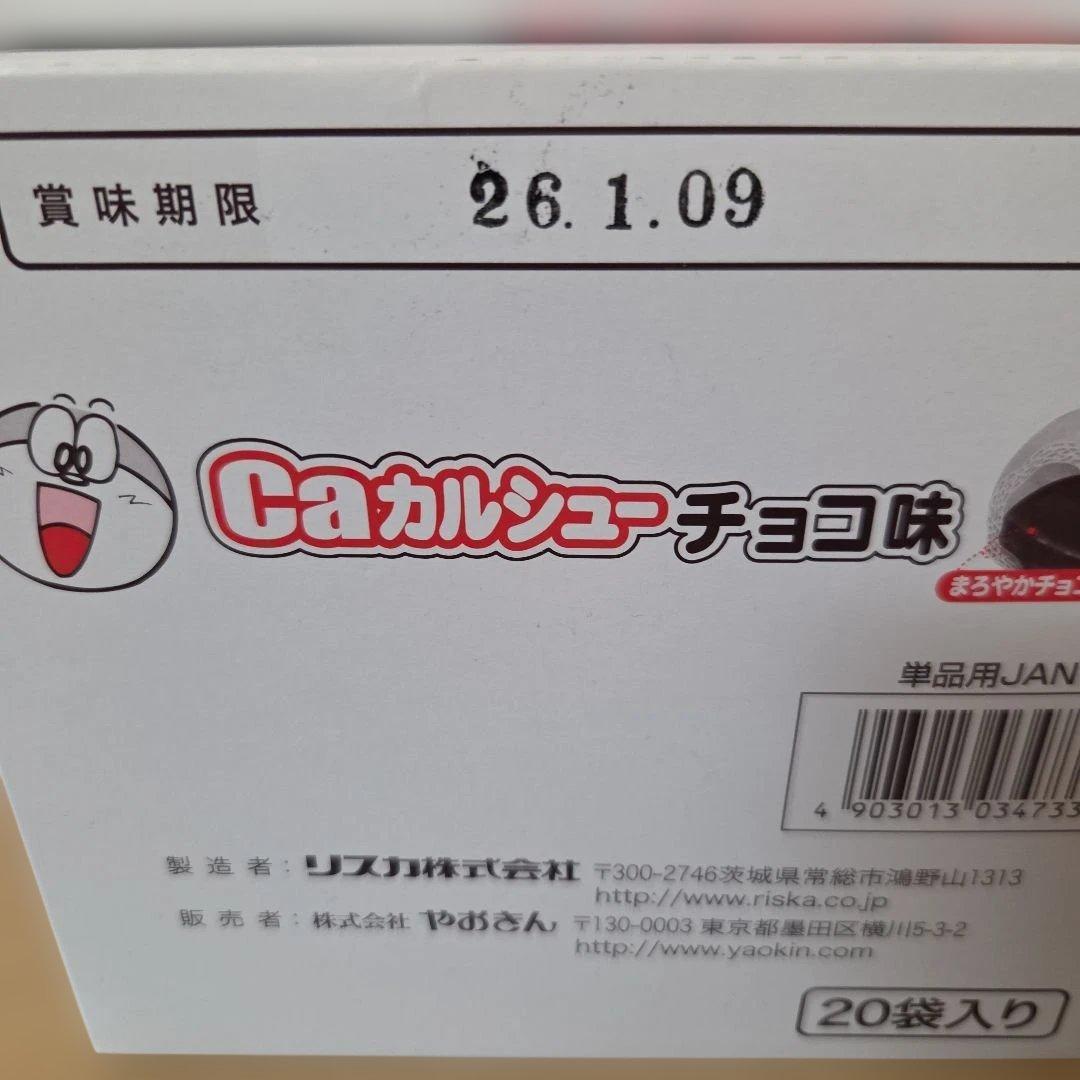 賞味期限 26.1.09
Caカルシューチョコ味
まろやかチョコ
単品用JAN
4 903013 034733
製造者:リスカ株式会社 〒300-2746茨城県常総市鴻野山1313
http://www.riska.co.jp
販売者:株式会社 やおきん 〒130-0003 東京都墨田区横川5-3-2
http://www.yaokin.com
20袋入り